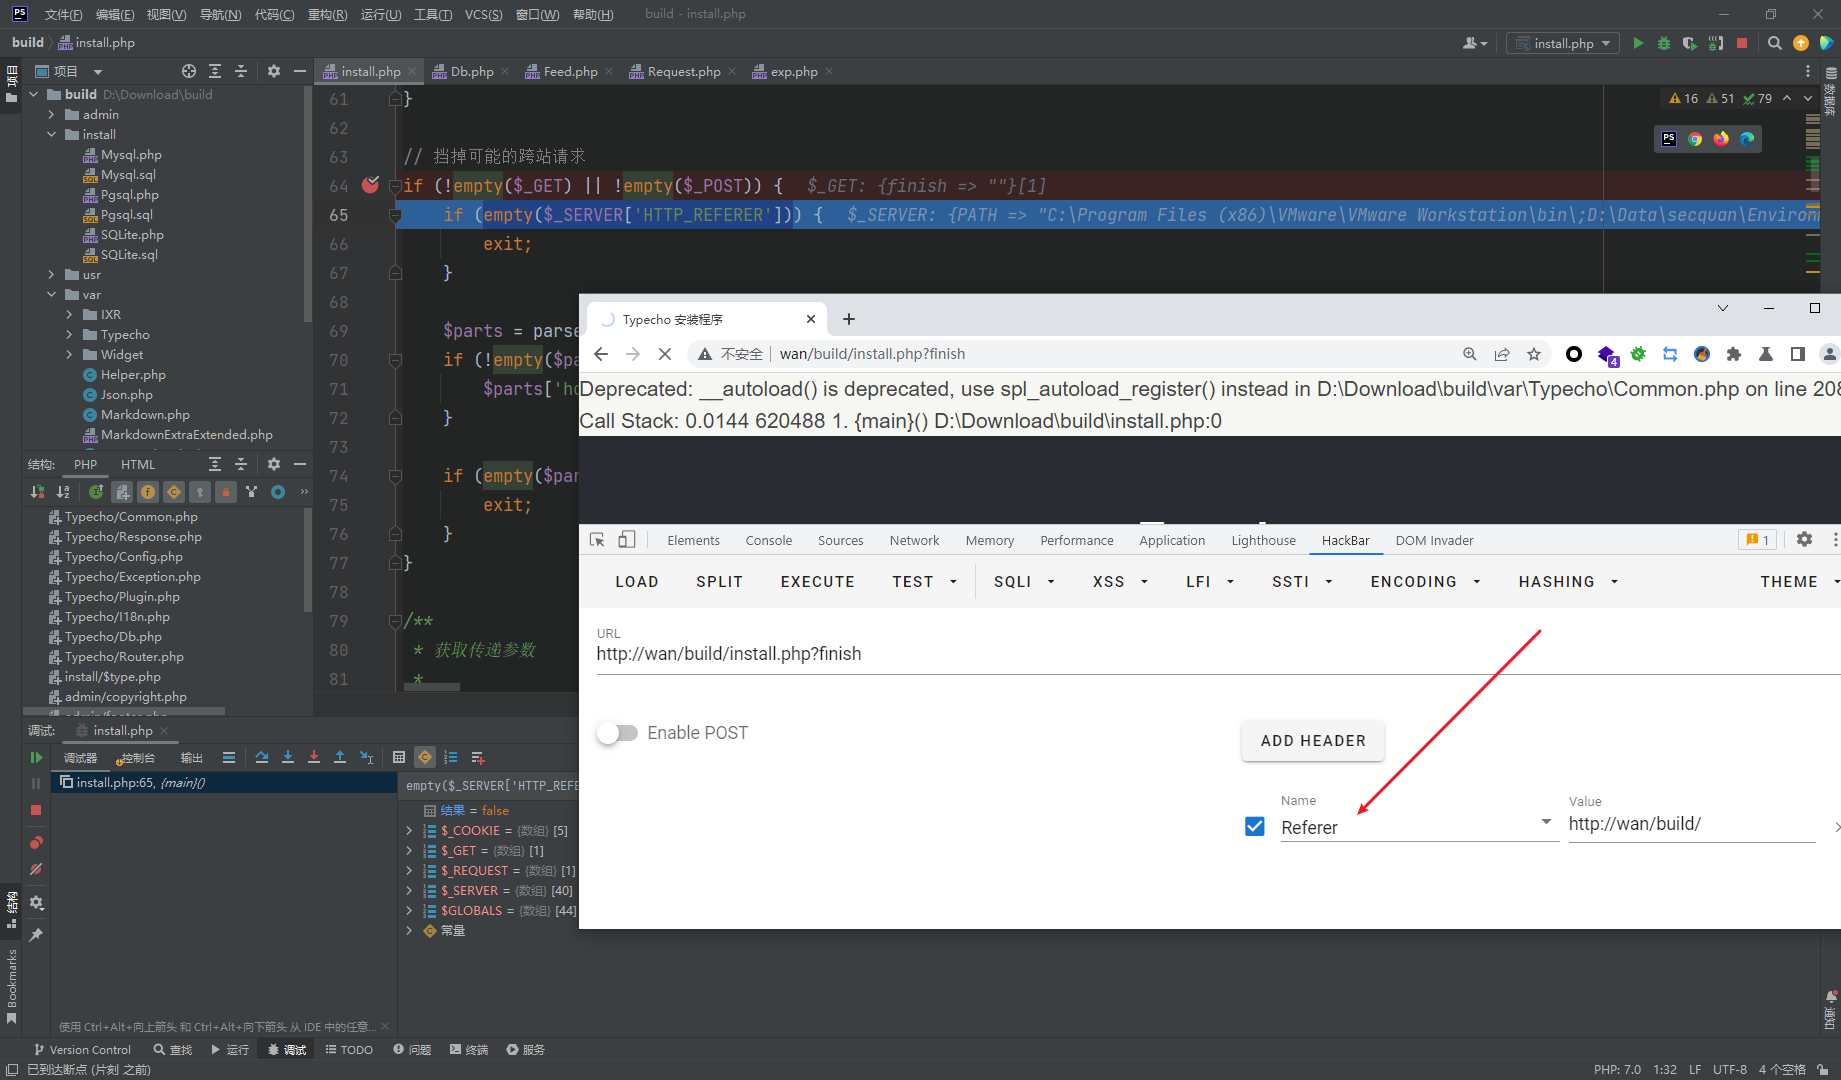 PS 文件(F) 编辑(E) 视图(V) 导航(N) 代码(C) 重构(R) 运行(U) 工具(T) VCS(S) 窗口(W) 帮助(H) build - install.php
build install.php
install.php
项目
install.php Db.php Feed.php Request.php exp.php
项目
数据库
build D:\Download\build
admin
install
Mysql.php
Mysql.sql
Pgsql.php
Pgsql.sql
SQLite.php
SQLite.sql
usr
var
IXR
Typecho
Widget
Helper.php
Json.php
Markdown.php
MarkdownExtraExtended.php
16 51 79
61 }
62
63 // 挡掉可能的跨站请求
64 if (!empty($_GET) || !empty($_POST)) { $_GET: {finish => ""}[1]
65 if (empty($_SERVER['HTTP_REFERER'])) { $_SERVER: {PATH => "C:\Program Files (x86)\VMware\VMware Workstation\bin\;D:\Data\secquan\Environ
66 exit;
67 }
68
69 $parts = parse
70 if (!empty($pa
71 $parts['ho
72 }
73
74 if (empty($par
75 exit;
76 }
77 }
78
79 /**
80 * 获取传递参数
81 *
结构: PHP HTML
Typecho/Common.php
Typecho/Response.php
Typecho/Config.php
Typecho/Exception.php
Typecho/Plugin.php
Typecho/I18n.php
Typecho/Db.php
Typecho/Router.php
install/$type.php
admin/copyright.php
admin/footer.php
调试: install.php
调试器 控制台 输出
install.php:65, {main}()
empty($_SERVER['HTTP_REFE
结果 = false
$_COOKIE = {数组} [5]
$_GET = {数组} [1]
$_REQUEST = {数组} [1]
$_SERVER = {数组} [40]
$GLOBALS = {数组} [44]
常量
使用 Ctrl+Alt+向上箭头 和 Ctrl+Alt+向下箭头 从 IDE 中的任意...
结构
Bookmarks
通知
Version Control 查找 运行 调试 TODO 问题 终端 服务
已到达断点 (片刻 之前)
PHP: 7.0 1:32 LF UTF-8 4 个空格
Typecho 安装程序
不安全 wan/build/install.php?finish
4
Deprecated: __autoload() is deprecated, use spl_autoload_register() instead in D:\Download\build\var\Typecho\Common.php on line 208
Call Stack: 0.0144 620488 1. {main}() D:\Download\build\install.php:0
Elements Console Sources Network Memory Performance Application Lighthouse HackBar DOM Invader 1
LOAD SPLIT EXECUTE TEST SQLI XSS LFI SSTI ENCODING HASHING THEME
URL
http://wan/build/install.php?finish
Enable POST
ADD HEADER
Name
Referer
Value
http://wan/build/